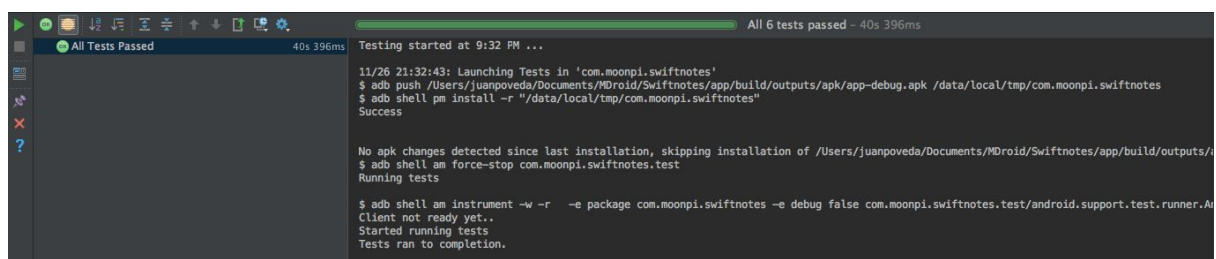 All 6 tests passed – 40s 396ms
All Tests Passed 40s 396ms
Testing started at 9:32 PM ...
11/26 21:32:43: Launching Tests in 'com.moonpi.swiftnotes'
$ adb push /Users/juanpoveda/Documents/MDroid/Swiftnotes/app/build/outputs/apk/app-debug.apk /data/local/tmp/com.moonpi.swiftnotes
$ adb shell pm install -r "/data/local/tmp/com.moonpi.swiftnotes"
Success
No apk changes detected since last installation, skipping installation of /Users/juanpoveda/Documents/MDroid/Swiftnotes/app/build/outputs/
$ adb shell am force-stop com.moonpi.swiftnotes.test
Running tests
$ adb shell am instrument -w -r   -e package com.moonpi.swiftnotes -e debug false com.moonpi.swiftnotes.test/android.support.test.runner.A
Client not ready yet..
Started running tests
Tests ran to completion.